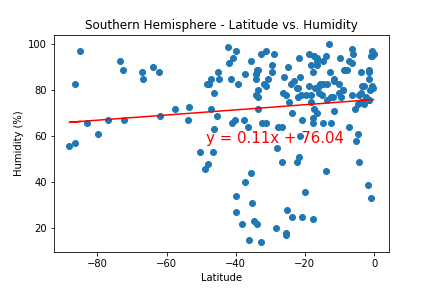 Southern Hemisphere - Latitude vs. Humidity
100
80
60
40
20
Humidity (%)
y = 0.11x + 76.04
−80
−60
−40
−20
0
Latitude